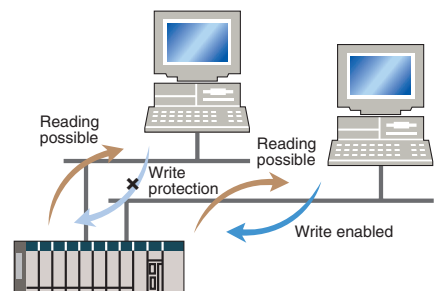 Reading
possible
Write
protection
Reading
possible
Write enabled